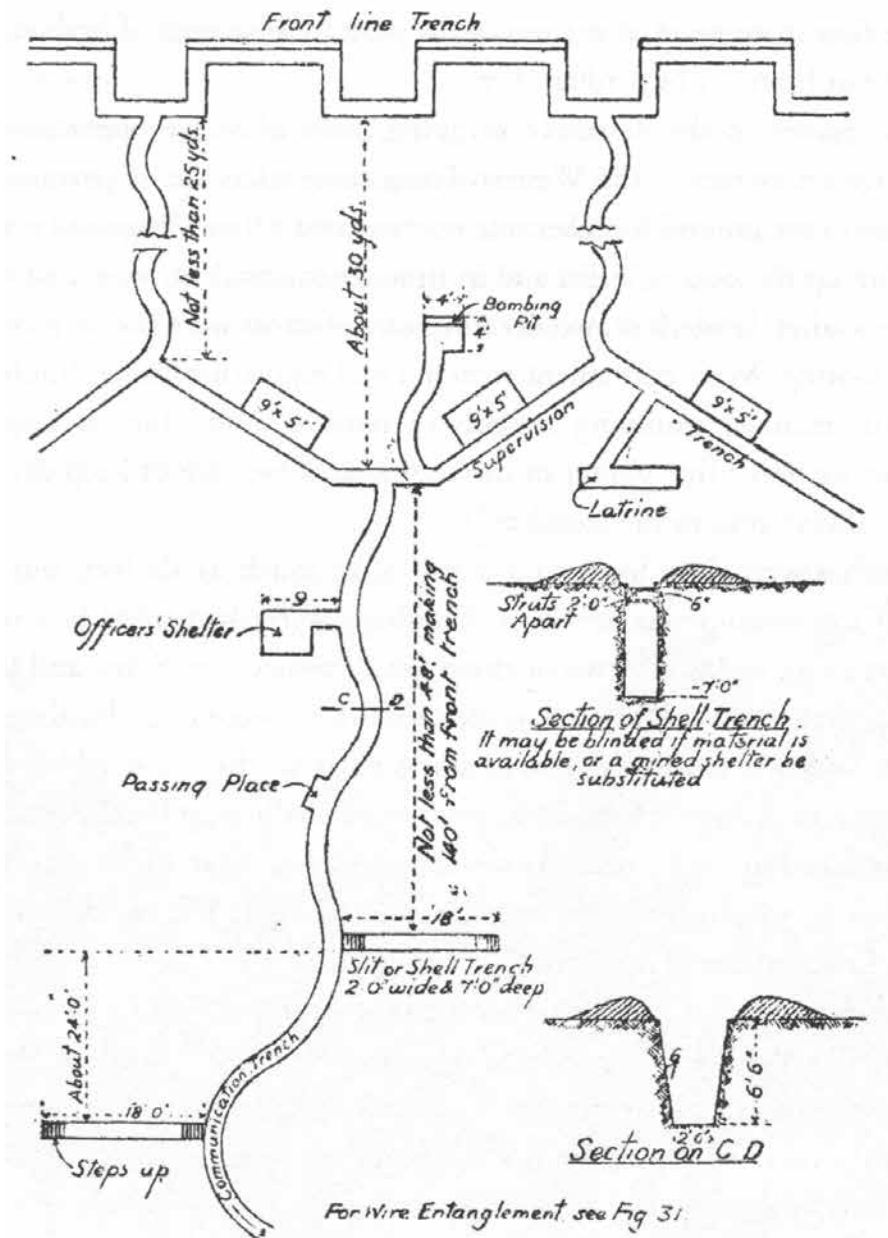 Front line Trench
Not less than 25 yds.
About 30 yds.
4'
Bombing
Pit
4'
9'x 5'
9'x 5'
9'x 5'
Supervision
Trench
Latrine
9
Officers Shelter
C D
Not less than 48', making
140' from front trench
Struts 2'.0"
Apart
6"
7'.0"
Section of Shell Trench.
It may be blinded if material is
available, or a mined shelter be
substituted
Passing Place
18'
Slit or Shell Trench
2'.0" wide & 7'.0" deep
About 24'.0"
18'.0"
Steps up
Communication Trench
6'.6"
2'.0"
Section on C D
For Wire Entanglement see Fig 31.